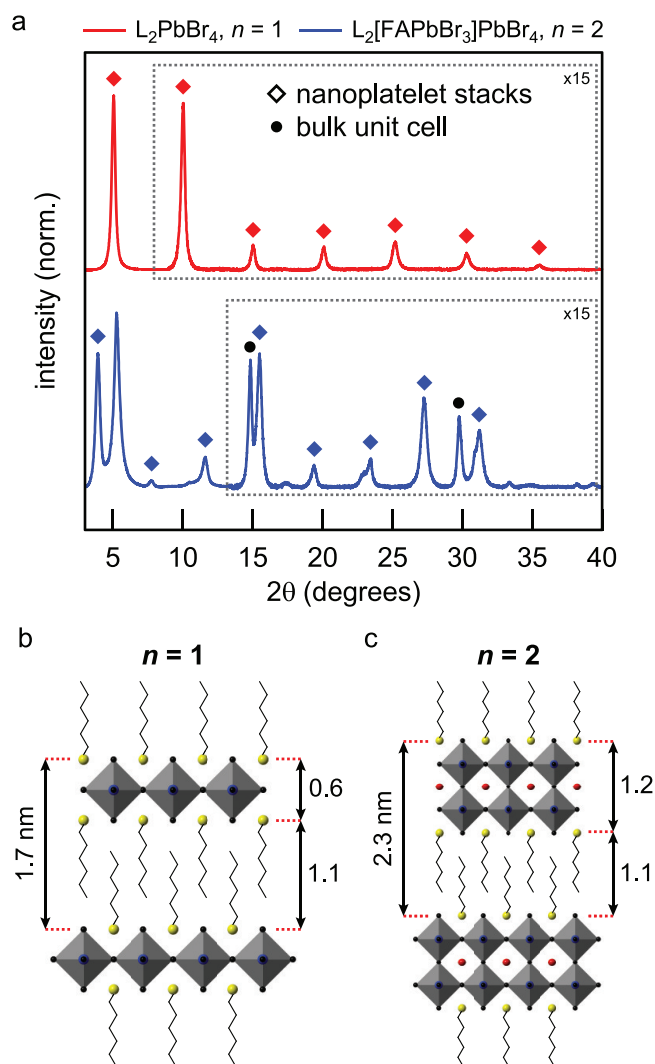 a
L₂PbBr₄, n = 1
L₂[FAPbBr₃]PbBr₄, n = 2
x15
nanoplatelet stacks
bulk unit cell
x15
intensity (norm.)
5 10 15 20 25 30 35 40
2θ (degrees)
b
n = 1
c
n = 2
1.7 nm
0.6
1.1
2.3 nm
1.2
1.1